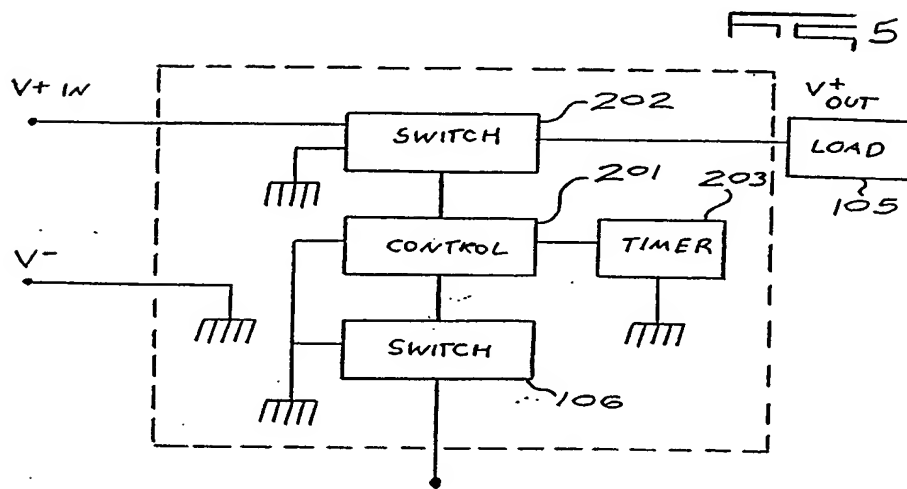 FIG 5
V+ IN
202
V+ OUT
SWITCH
LOAD
201
203
105
CONTROL
TIMER
V-
SWITCH
106